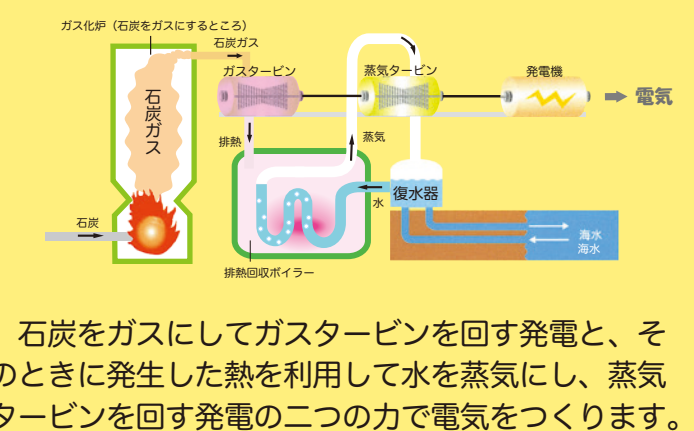 ガス化炉（石炭をガスにするところ）
石炭ガス
ガスタービン
蒸気タービン
発電機
電気
石炭ガス
排熱
蒸気
復水器
水
石炭
海水
海水
排熱回収ボイラー
石炭をガスにしてガスタービンを回す発電と、そ
のときに発生した熱を利用して水を蒸気にし、蒸気
タービンを回す発電の二つの力で電気をつくります。